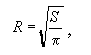 R = √(S/π) ,